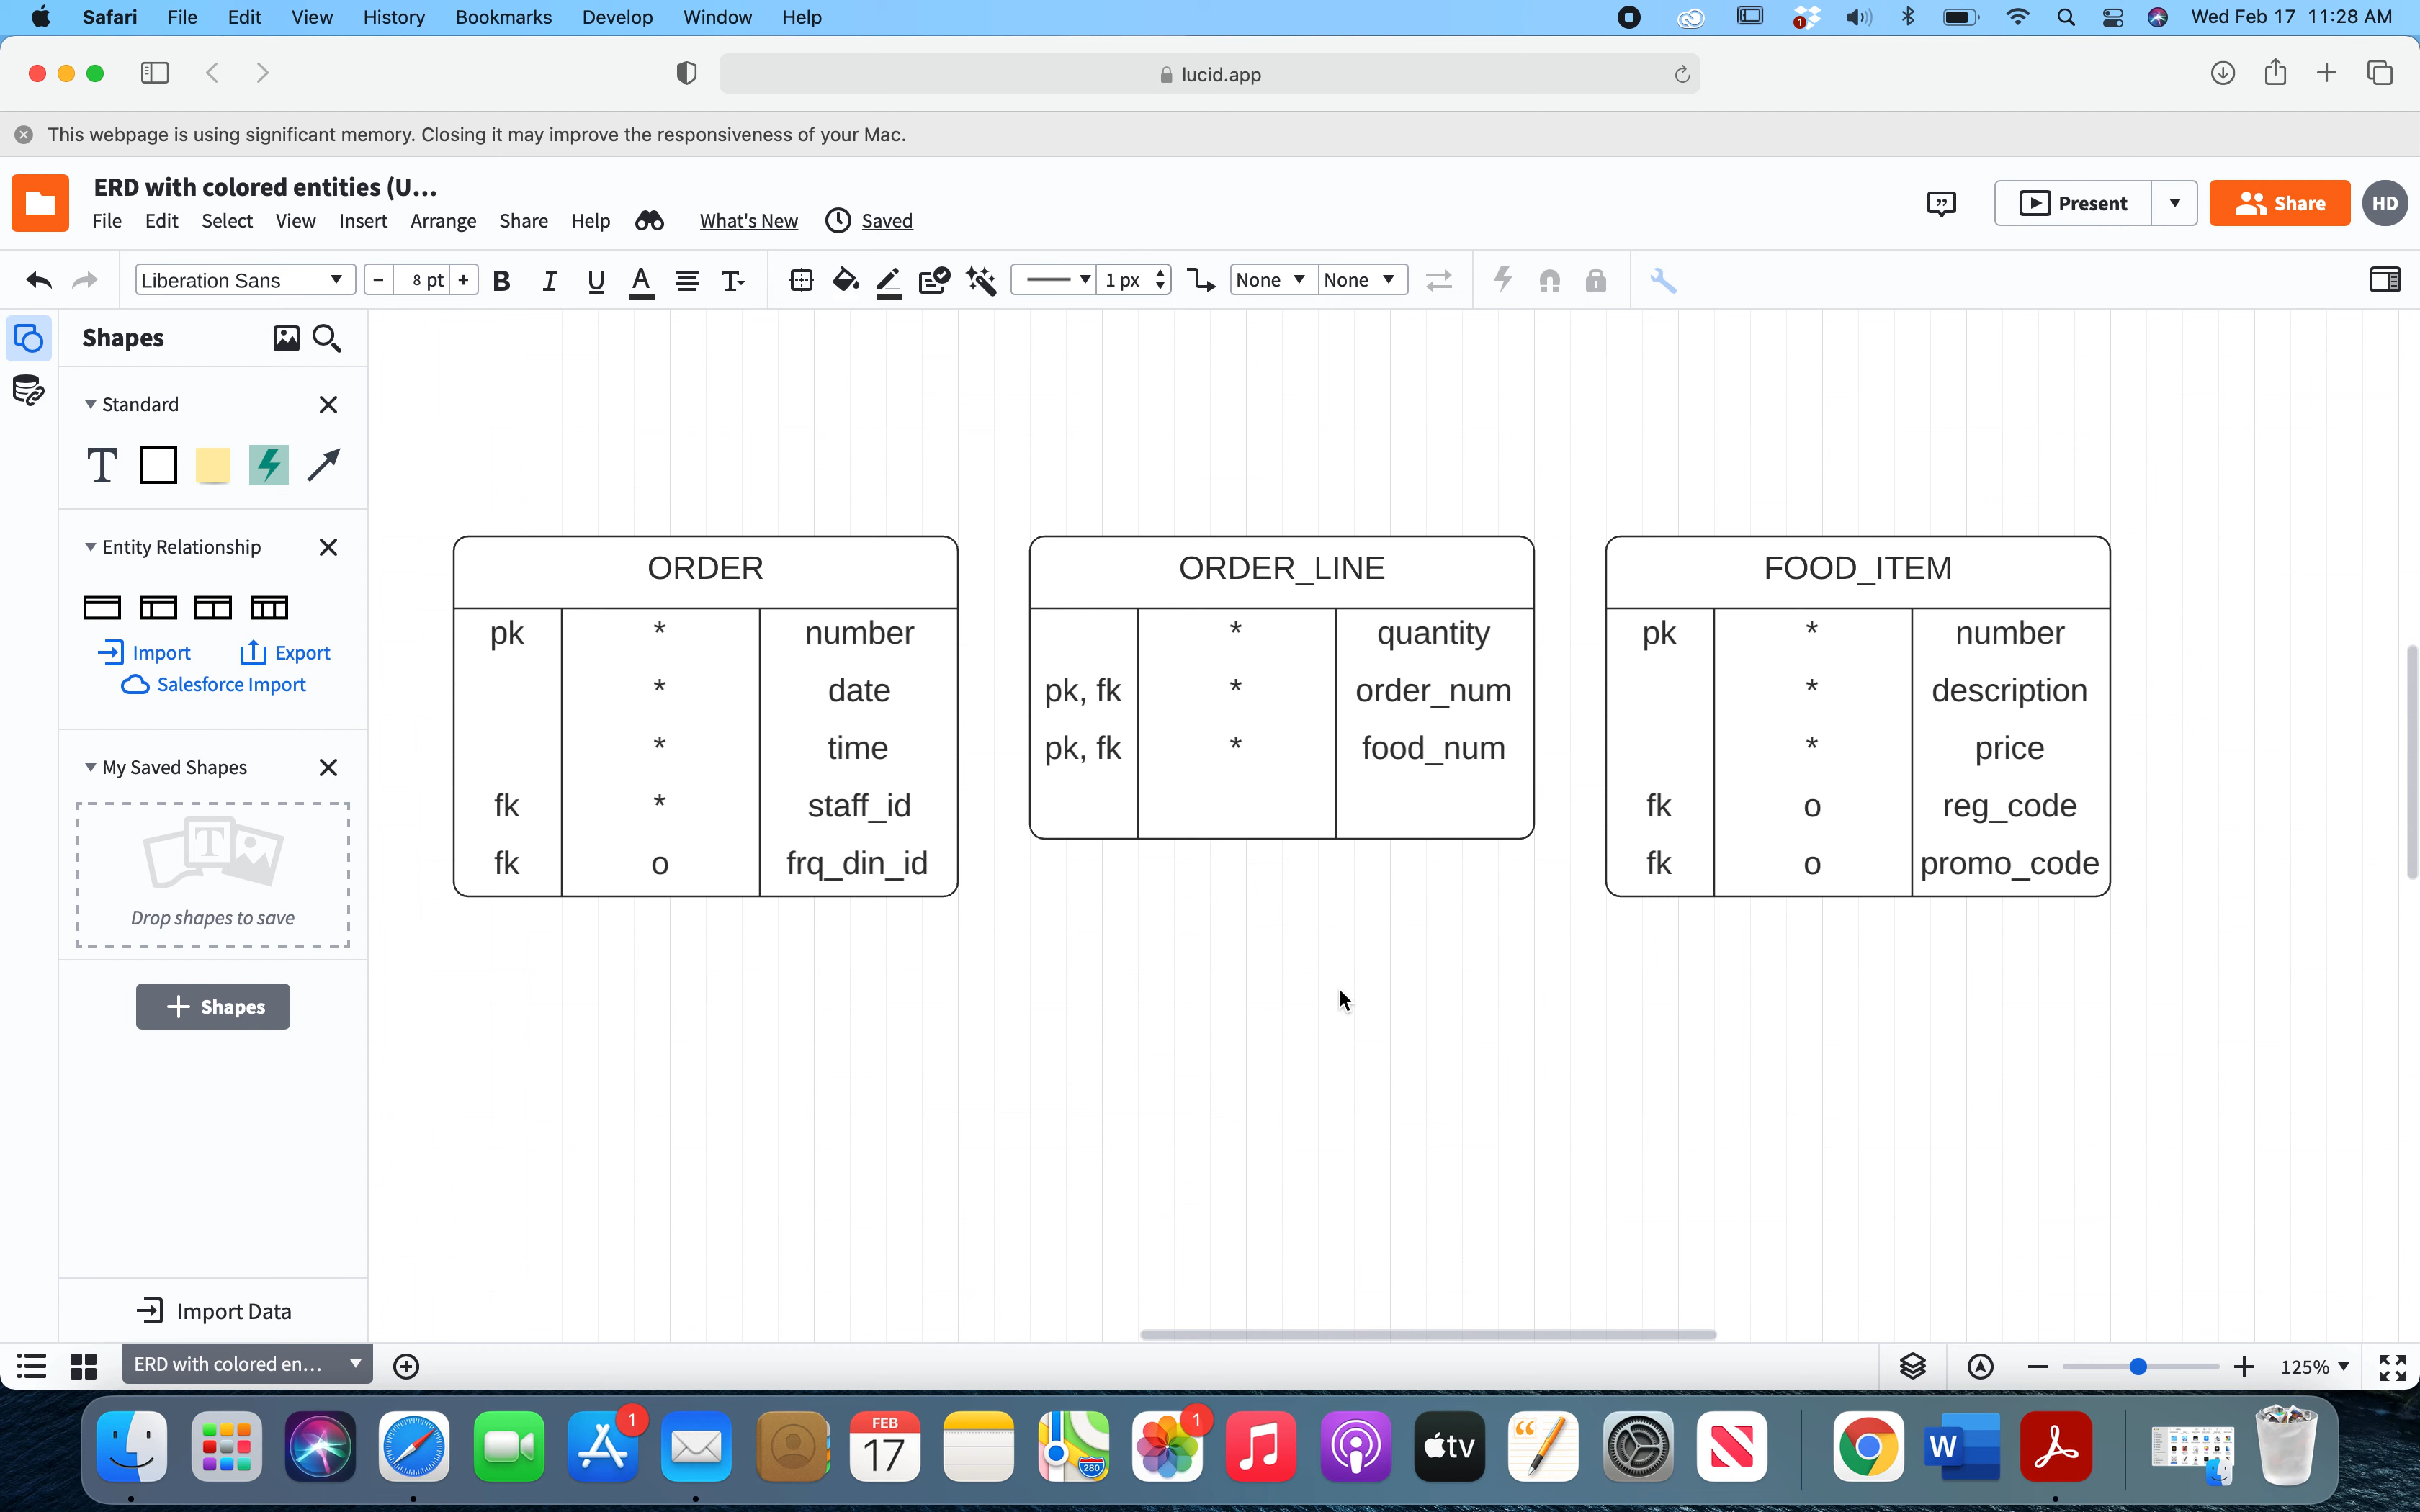 Safari File Edit View History Bookmarks Develop Window Help 1 Wed Feb 17 11:28 AM
lucid.app
This webpage is using significant memory. Closing it may improve the responsiveness of your Mac.
ERD with colored entities (U...
File Edit Select View Insert Arrange Share Help What's New Saved
Present Share HD
Liberation Sans - 8 pt + B I U A T 1 px None None
Shapes
Standard
T
Entity Relationship
Import Export
Salesforce Import
My Saved Shapes
T
Drop shapes to save
+ Shapes
Import Data
ORDER
pk * number
* date
* time
fk * staff_id
fk o frq_din_id
ORDER_LINE
* quantity
pk, fk * order_num
pk, fk * food_num
FOOD_ITEM
pk * number
* description
* price
fk o reg_code
fk o promo_code
ERD with colored en... 125%
1 FEB 17 280 1 tv W